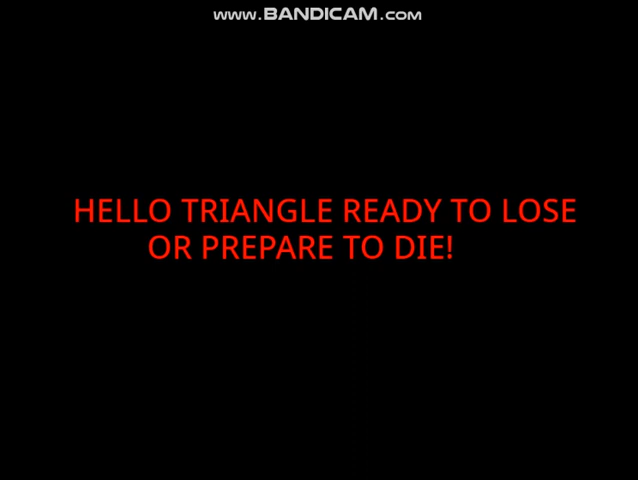 www.BANDICAM.com
HELLO TRIANGLE READY TO LOSE
OR PREPARE TO DIE!